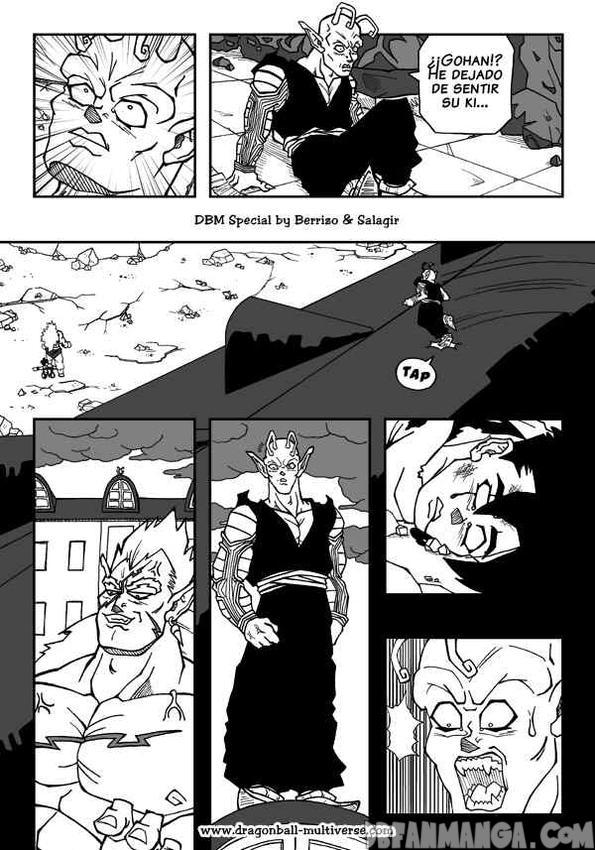 ¿¡GOHAN!?
HE DEJADO
DE SENTIR
SU KI...
DBM Special by Berrizo & Salagir
TAP
www.dragonball-multiverse.com
DBFANMANGA.COM